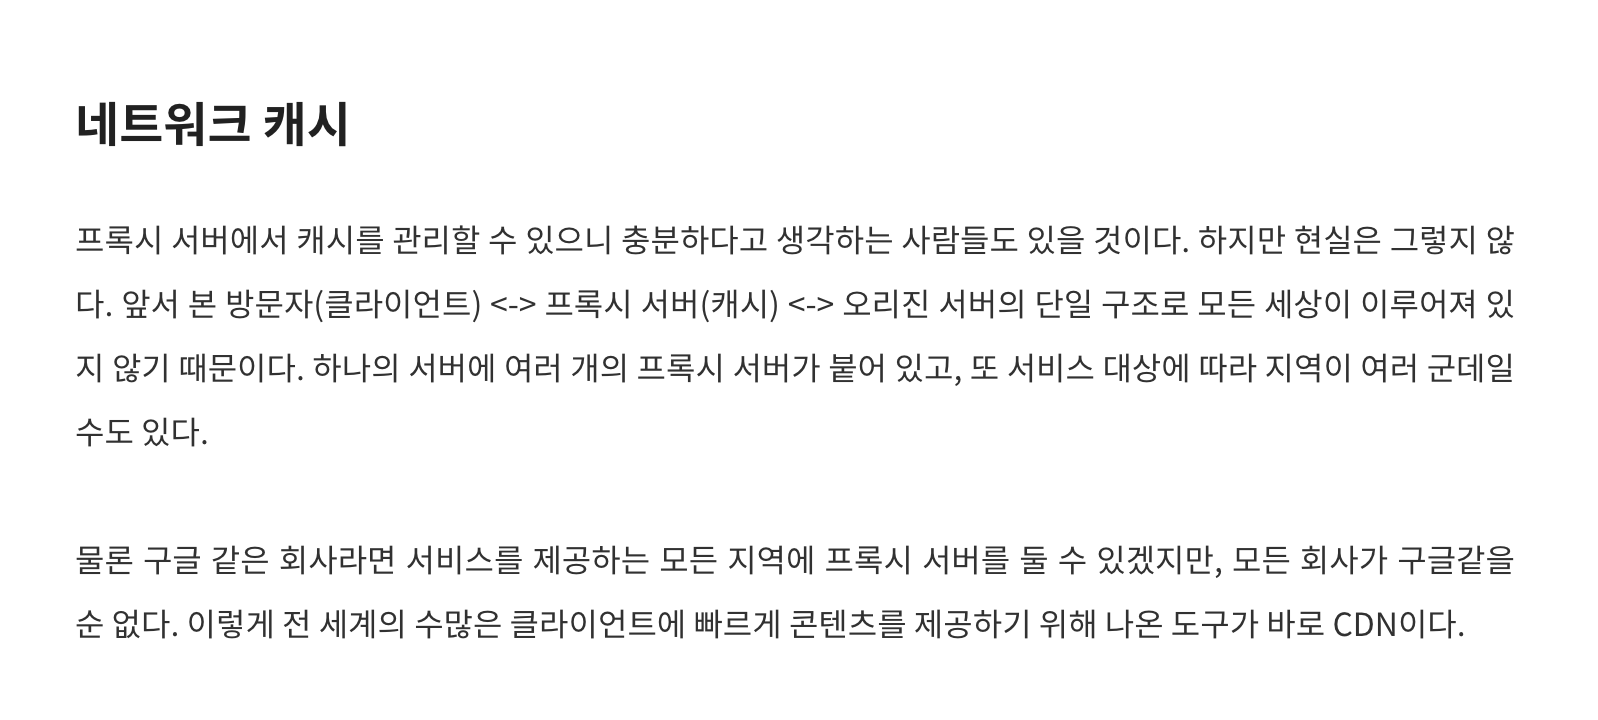 네트워크 캐시
프록시 서버에서 캐시를 관리할 수 있으니 충분하다고 생각하는 사람들도 있을 것이다. 하지만 현실은 그렇지 않
다. 앞서 본 방문자(클라이언트) <-> 프록시 서버(캐시) <-> 오리진 서버의 단일 구조로 모든 세상이 이루어져 있
지 않기 때문이다. 하나의 서버에 여러 개의 프록시 서버가 붙어 있고, 또 서비스 대상에 따라 지역이 여러 군데일
수도 있다.
물론 구글 같은 회사라면 서비스를 제공하는 모든 지역에 프록시 서버를 둘 수 있겠지만, 모든 회사가 구글같을
순 없다. 이렇게 전 세계의 수많은 클라이언트에 빠르게 콘텐츠를 제공하기 위해 나온 도구가 바로 CDN이다.